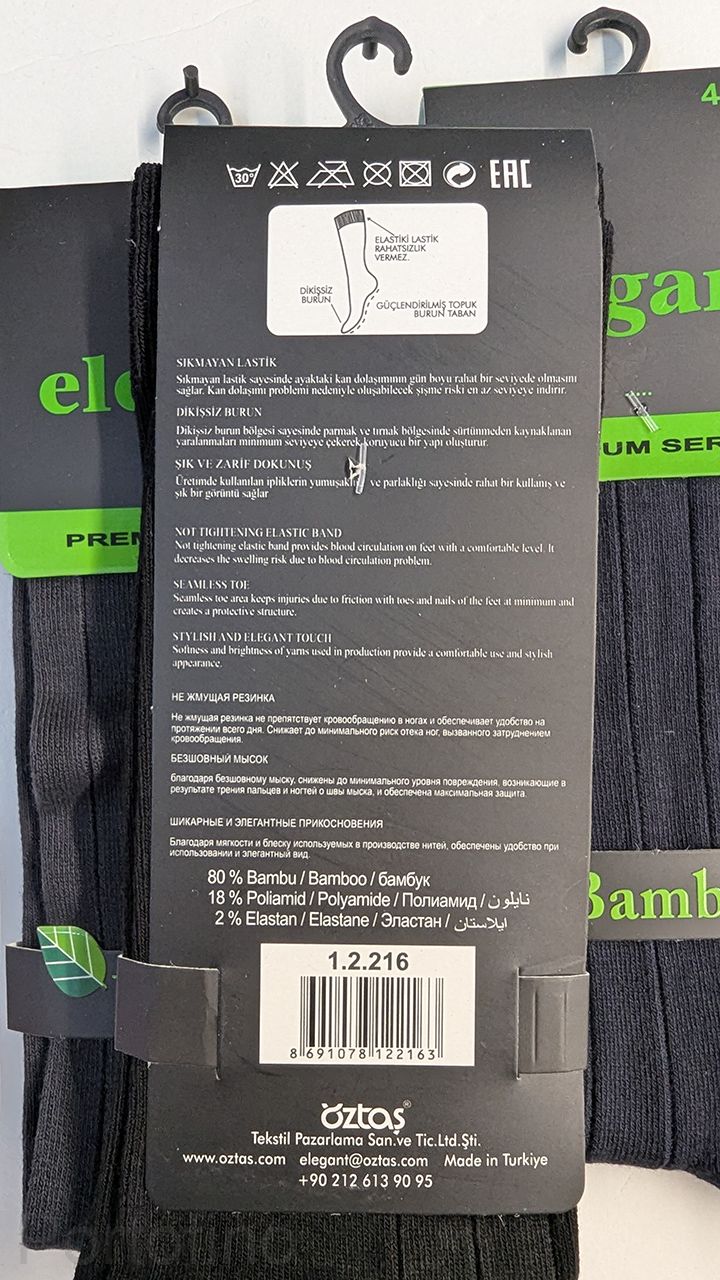 4
30°
EAC
ELASTİKİ LASTİK
RAHATSIZLIK
VERMEZ.
DİKİŞSİZ
BURUN
GÜÇLENDİRİLMİŞ TOPUK
BURUN TABAN
ele
PREM
gan
UM SER
SIKMAYAN LASTİK
Sıkmayan lastik sayesinde ayaktaki kan dolaşımının gün boyu rahat bir seviyede olmasını
sağlar. Kan dolaşımı problemi nedeniyle oluşabilecek şişme riski en az seviyeye indirir.
DİKİŞSİZ BURUN
Dikişsiz burun bölgesi sayesinde parmak ve tırnak bölgesinde sürtünmeden kaynaklanan
yaralanmaları minimum seviyeye çekerek koruyucu bir yapı oluşturur.
ŞIK VE ZARİF DOKUNUŞ
Üretimde kullanılan ipliklerin ve parlaklığı sayesinde rahat bir kullanış ve
şık bir görüntü sağlar
NOT TIGHTENING ELASTIC BAND
Not tightening elastic band provides blood circulation on feet with a comfortable level. It
decreases the swelling risk due to blood circulation problem.
SEAMLESS TOE
Seamless toe area keeps injuries due to friction with toes and nails of the feet at minimum and
creates a protective structure.
STYLISH AND ELEGANT TOUCH
Softness and brightness of yarns used in production provide a comfortable use and stylish
appearance.
НЕ ЖМУЩАЯ РЕЗИНКА
Не жмущая резинка не препятствует кровообращению в ногах и обеспечивает удобство на
протяжении всего дня. Снижает до минимального риск отека ног, вызванного затруднением
кровообращения.
БЕЗШОВНЫЙ МЫСОК
благодаря безшовному мыску, снижены до минимального уровня повреждения, возникающие в
результате трения пальцев и ногтей о швы мыска, и обеспечена максимальная защита.
ШИКАРНЫЕ И ЭЛЕГАНТНЫЕ ПРИКОСНОВЕНИЯ
Благодаря мягкости и блеску используемых в производстве нитей, обеспечены удобство при
использовании и элегантный вид.
80 % Bambu / Bamboo / бамбук
18 % Poliamid / Polyamide / Полиамид / نايلون
2 % Elastan / Elastane / Эластан / ايلاستان
Bamb
1.2.216
8 691078 122163
öztaş®
Tekstil Pazarlama San.ve Tic.Ltd.Şti.
www.oztas.com elegant@oztas.com Made in Turkiye
+90 212 613 90 95